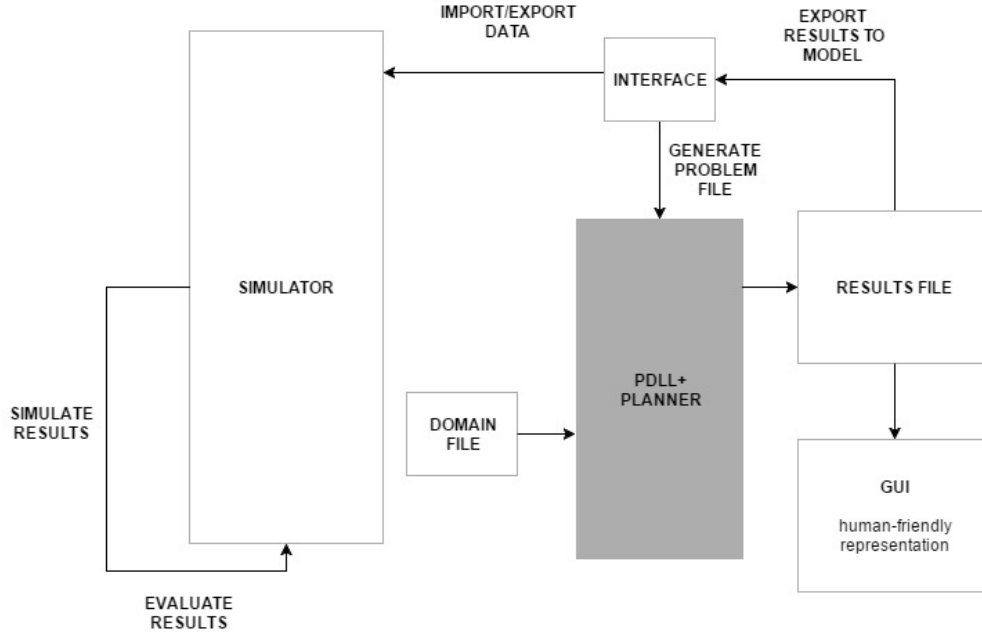 IMPORT/EXPORT
DATA
EXPORT
RESULTS TO
MODEL
INTERFACE
GENERATE
PROBLEM
FILE
SIMULATOR
RESULTS FILE
PDLL+
PLANNER
SIMULATE
RESULTS
DOMAIN
FILE
GUI
human-friendly
representation
EVALUATE
RESULTS